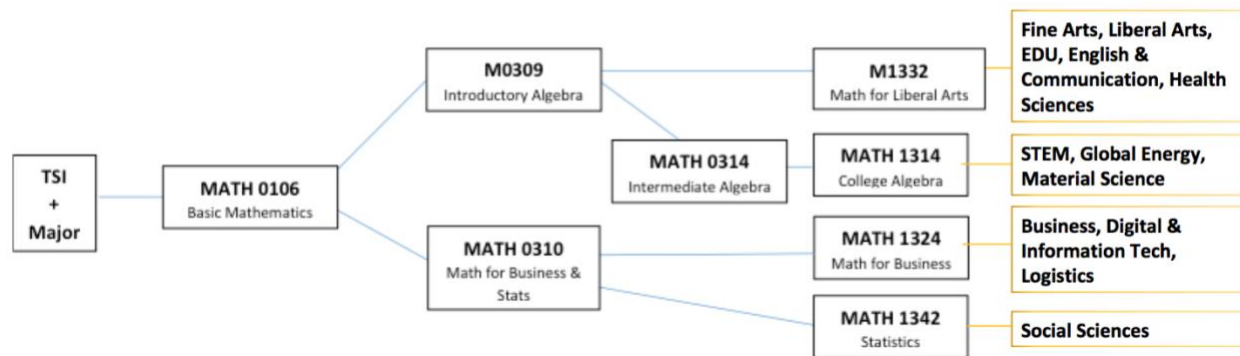 TSI
+
Major
MATH 0106
Basic Mathematics
M0309
Introductory Algebra
MATH 0310
Math for Business &
Stats
MATH 0314
Intermediate Algebra
M1332
Math for Liberal Arts
MATH 1314
College Algebra
MATH 1324
Math for Business
MATH 1342
Statistics
Fine Arts, Liberal Arts,
EDU, English &
Communication, Health
Sciences
STEM, Global Energy,
Material Science
Business, Digital &
Information Tech,
Logistics
Social Sciences